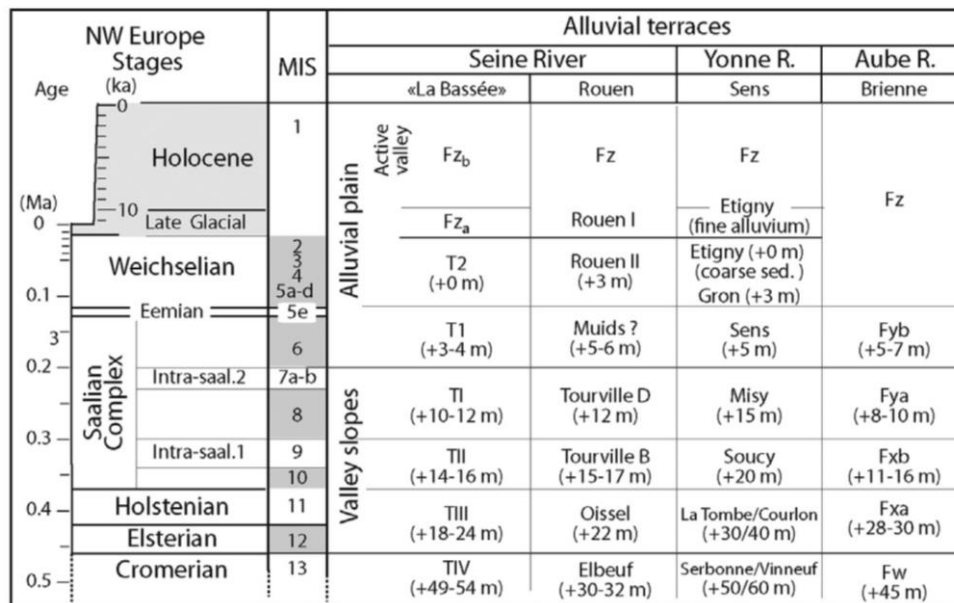 NW Europe
Stages
Age (ka)
MIS
Alluvial terraces
Seine River Yonne R. Aube R.
«La Bassée» Rouen Sens Brienne
0
1
Holocene
Active
valley
Fzb Fz Fz
Fz
(Ma)
0
10
Late Glacial
Fza Rouen I Etigny
(fine alluvium)
Alluvial plain
Weichselian
2
3
4
5a-d
T2 Rouen II Etigny (+0 m)
(+0 m) (+3 m) (coarse sed. )
Gron (+3 m)
0.1
Eemian 5e
3
6
T1 Muids ? Sens Fyb
(+3-4 m) (+5-6 m) (+5 m) (+5-7 m)
0.2
Saalian
Complex
Intra-saal.2 7a-b
8
TI Tourville D Misy Fya
(+10-12 m) (+12 m) (+15 m) (+8-10 m)
Valley slopes
0.3
Intra-saal.1 9
10
TII Tourville B Soucy Fxb
(+14-16 m) (+15-17 m) (+20 m) (+11-16 m)
0.4
Holstenian 11
Elsterian 12
TIII Oissel La Tombe/Courlon Fxa
(+18-24 m) (+22 m) (+30/40 m) (+28-30 m)
0.5
Cromerian 13
TIV Elbeuf Serbonne/Vinneuf Fw
(+49-54 m) (+30-32 m) (+50/60 m) (+45 m)